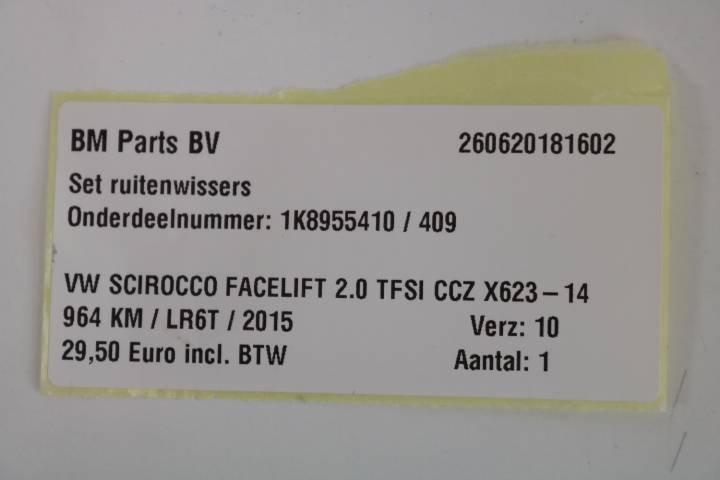 BM Parts BV 260620181602
Set ruitenwissers
Onderdeelnummer: 1K8955410 / 409
VW SCIROCCO FACELIFT 2.0 TFSI CCZ X623-14
964 KM / LR6T / 2015 Verz: 10
29,50 Euro incl. BTW Aantal: 1